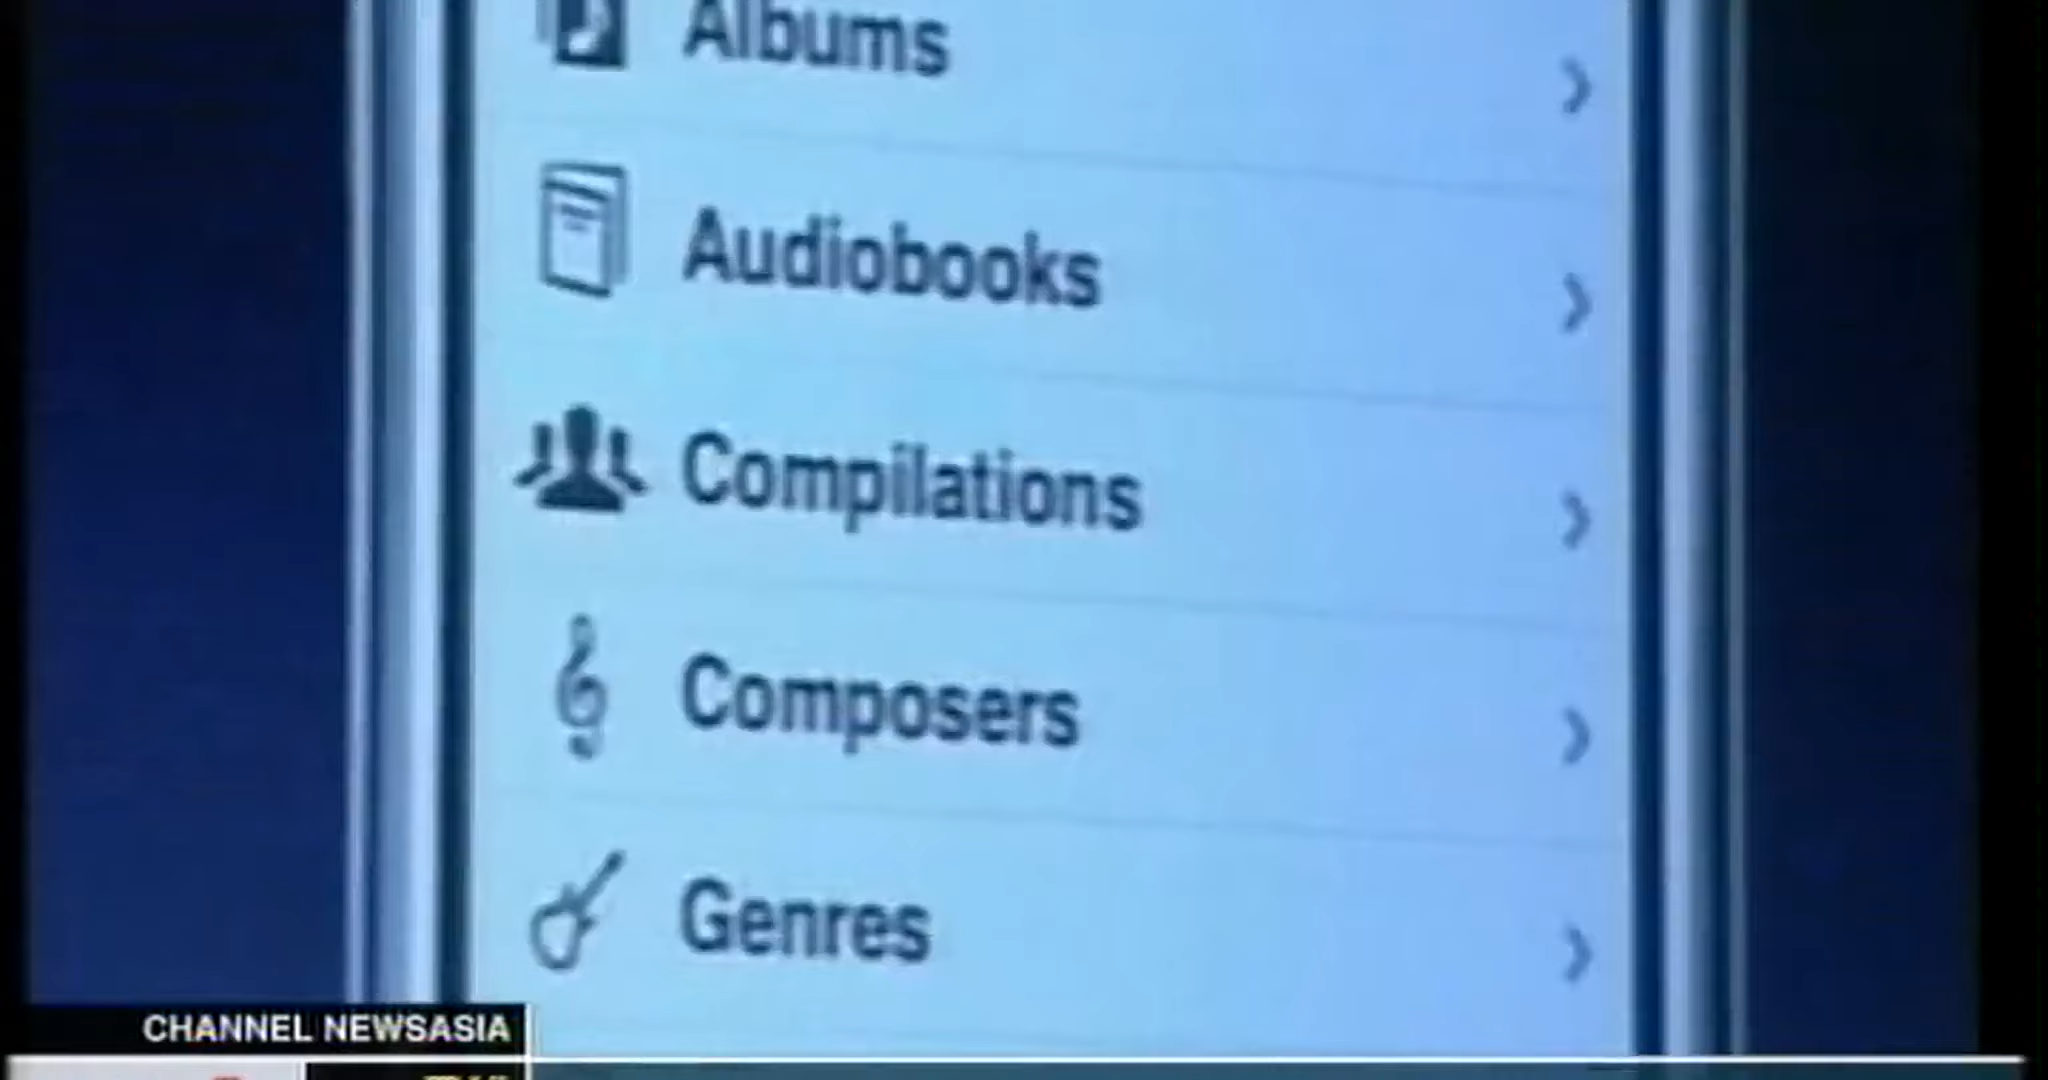 Albums
Audiobooks
Compilations
Composers
Genres
CHANNEL NEWSASIA